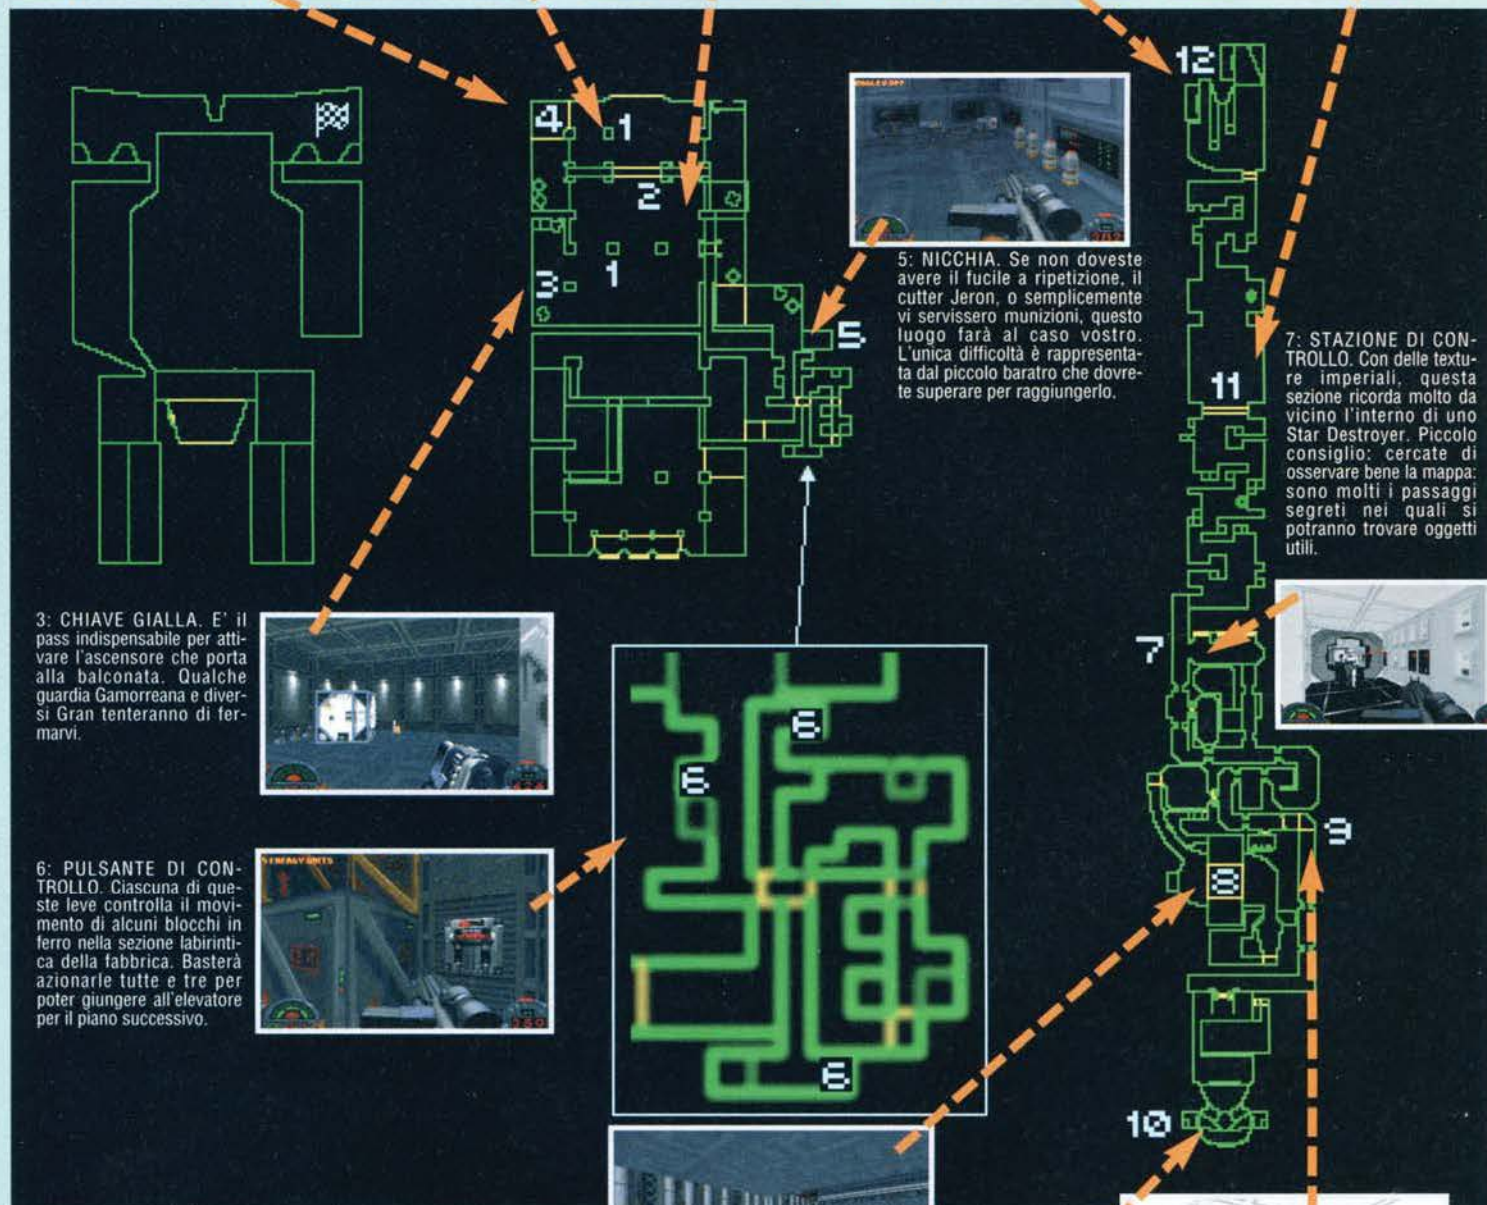 12
4
1
2
3
1
5
5: NICCHIA. Se non doveste
avere il fucile a ripetizione, il
cutter Jeron, o semplicemente
vi servissero munizioni, questo
luogo farà al caso vostro.
L'unica difficoltà è rappresenta-
ta dal piccolo baratro che dovre-
te superare per raggiungerlo.
11
7: STAZIONE DI CON-
TROLLO. Con delle textu-
re imperiali, questa
sezione ricorda molto da
vicino l'interno di uno
Star Destroyer. Piccolo
consiglio: cercate di
osservare bene la mappa:
sono molti i passaggi
segreti nei quali si
potranno trovare oggetti
utili.
3: CHIAVE GIALLA. E' il
pass indispensabile per atti-
vare l'ascensore che porta
alla balconata. Qualche
guardia Gamorreana e diver-
si Gran tenteranno di fer-
marvi.
7
6
6
9
8
6: PULSANTE DI CON-
TROLLO. Ciascuna di que-
ste leve controlla il movi-
mento di alcuni blocchi in
ferro nella sezione labirinti-
ca della fabbrica. Basterà
azionarle tutte e tre per
poter giungere all'elevatore
per il piano successivo.
6
10